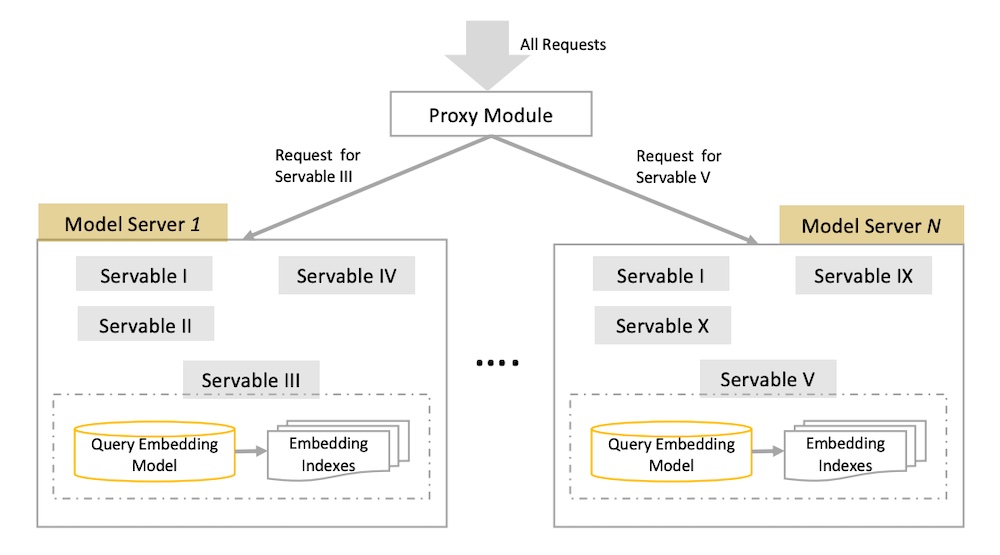 All Requests
Proxy Module
Request for
Servable III
Request for
Servable V
Model Server 1
Servable I
Servable IV
Servable II
Servable III
Query Embedding
Model
Embedding
Indexes
....
Model Server N
Servable I
Servable IX
Servable X
Servable V
Query Embedding
Model
Embedding
Indexes